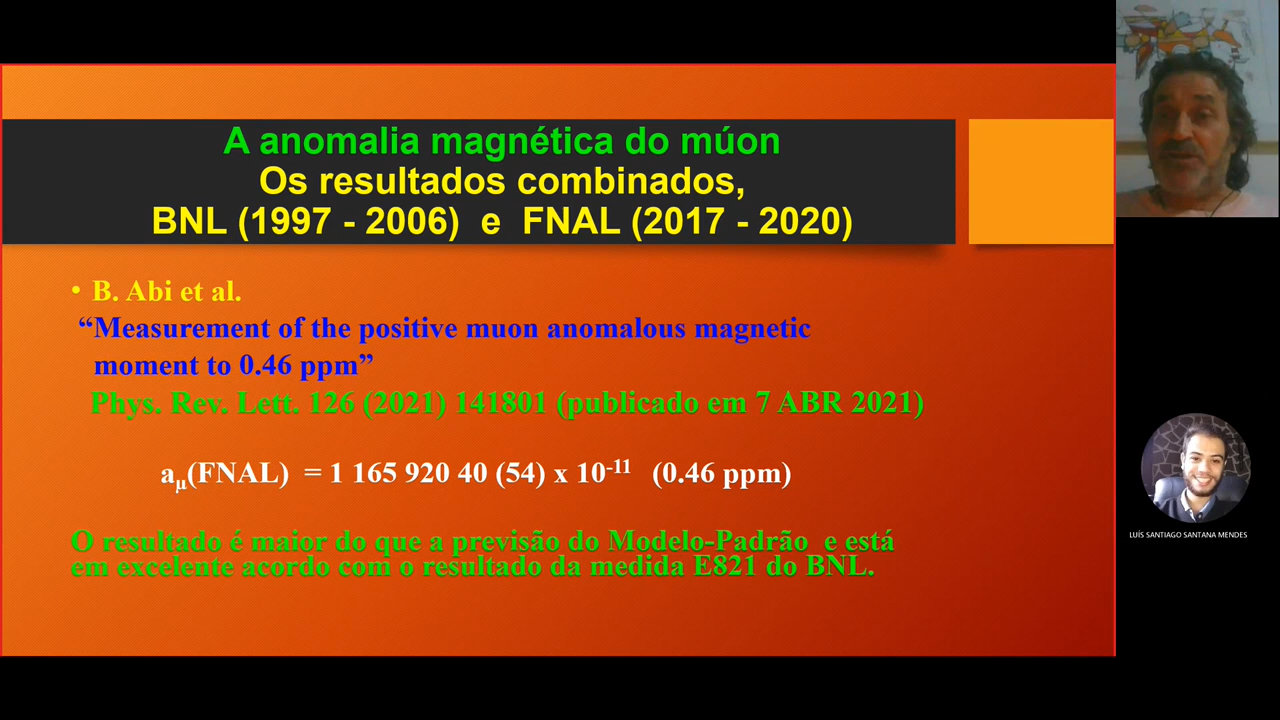 A anomalia magnética do múon
Os resultados combinados,
BNL (1997 - 2006) e FNAL (2017 - 2020)
• B. Abi et al.
“Measurement of the positive muon anomalous magnetic
moment to 0.46 ppm”
Phys. Rev. Lett. 126 (2021) 141801 (publicado em 7 ABR 2021)
aμ(FNAL) = 1 165 920 40 (54) x 10-11 (0.46 ppm)
O resultado é maior do que a previsão do Modelo-Padrão e está
em excelente acordo com o resultado da medida E821 do BNL.
LUÍS SANTIAGO SANTANA MENDES